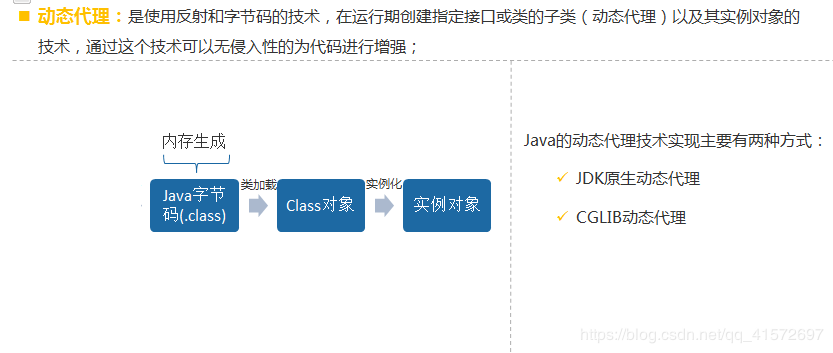 动态代理：是使用反射和字节码的技术，在运行期创建指定接口或类的子类（动态代理）以及其实例对象的
技术，通过这个技术可以无侵入性的为代码进行增强；
内存生成
Java字节
码(.class)
类加载
Class对象
实例化
实例对象
Java的动态代理技术实现主要有两种方式：
JDK原生动态代理
CGLIB动态代理
https://blog.csdn.net/qq_41572697